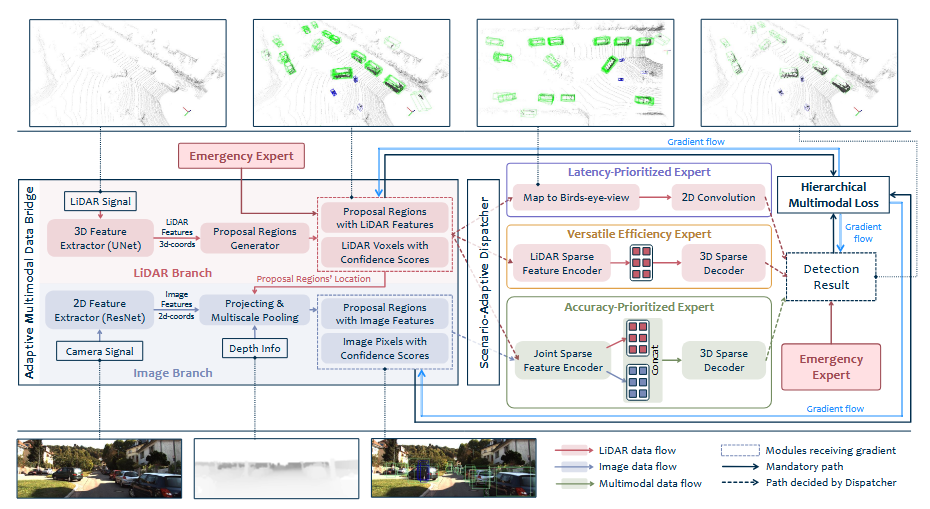 Gradient flow
Emergency Expert
Adaptive Multimodal Data Bridge
LiDAR Signal
3D Feature
Extractor (UNet)
LiDAR
Features
3d-coords
Proposal Regions
Generator
Proposal Regions
with LiDAR Features
LiDAR Voxels with
Confidence Scores
LiDAR Branch
Proposal Regions' Location
2D Feature
Extractor (ResNet)
Image
Features
2d-coords
Projecting &
Multiscale Pooling
Proposal Regions
with Image Features
Image Pixels with
Confidence Scores
Camera Signal
Depth Info
Image Branch
Scenario-Adaptive Dispatcher
Latency-Prioritized Expert
Map to Birds-eye-view
2D Convolution
Versatile Efficiency Expert
LiDAR Sparse
Feature Encoder
3D Sparse
Decoder
Accuracy-Prioritized Expert
Joint Sparse
Feature Encoder
Concat
3D Sparse
Decoder
Hierarchical
Multimodal Loss
Gradient
flow
Detection
Result
Emergency
Expert
Gradient flow
LiDAR data flow
Image data flow
Multimodal data flow
Modules receiving gradient
Mandatory path
Path decided by Dispatcher